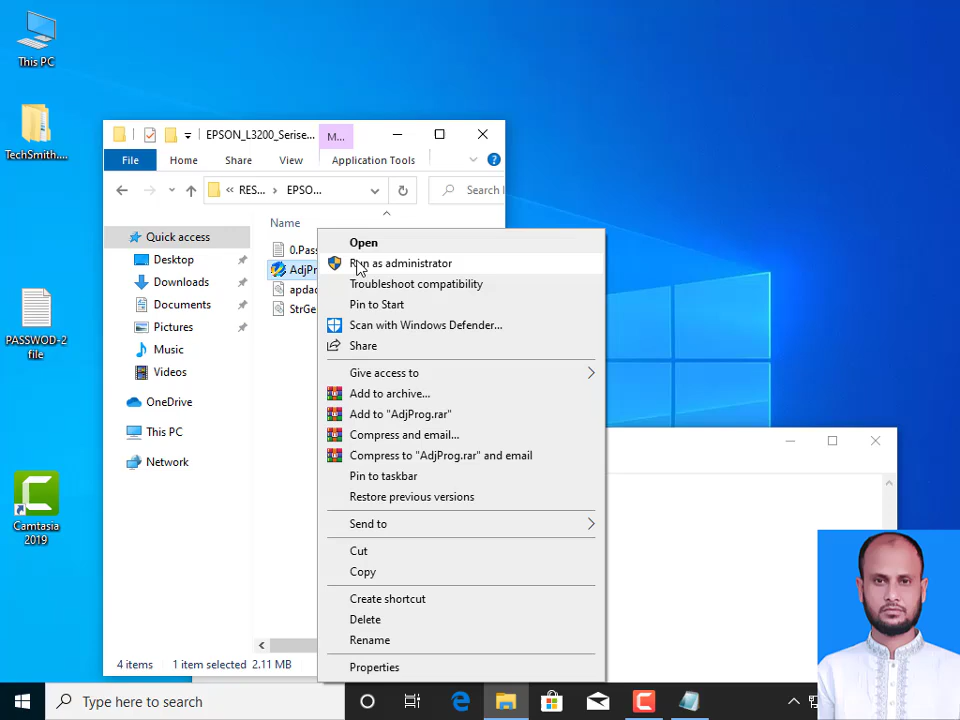 This PC
TechSmith....
PASSWOD-2
file
Camtasia
2019
EPSON_L3200_Serise...
M...
File
Home
Share
View
Application Tools
RES...
EPSO...
Search
Name
Quick access
Desktop
Downloads
Documents
Pictures
Music
Videos
OneDrive
This PC
Network
0.Pas
AdjPr
apdac
StrGe
Open
Run as administrator
Troubleshoot compatibility
Pin to Start
Scan with Windows Defender...
Share
Give access to
Add to archive...
Add to "AdjProg.rar"
Compress and email...
Compress to "AdjProg.rar" and email
Pin to taskbar
Restore previous versions
Send to
Cut
Copy
Create shortcut
Delete
Rename
Properties
4 items
1 item selected 2.11 MB
Type here to search